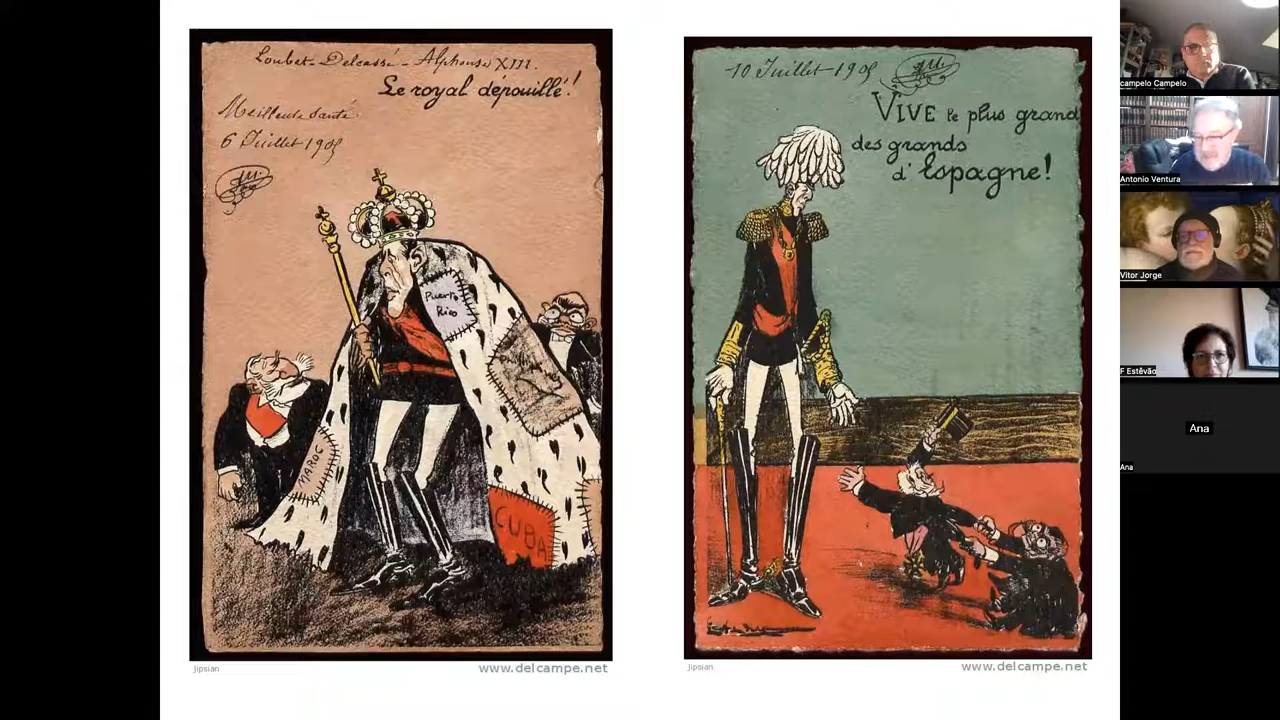 Loubet - Delcassé - Alphonse XIII.
Le royal dépouillé!
Meilleure santé
6 Juillet 1905
Puerto
Rico
MAROC
CUBA
Jipsian
www.delcampe.net
10 Juillet 1905
VIVE le plus grand
des grands
d'Espagne!
Jipsian
www.delcampe.net
campelo Campelo
Antonio Ventura
Vitor Jorge
F Estêvão
Ana
Ana